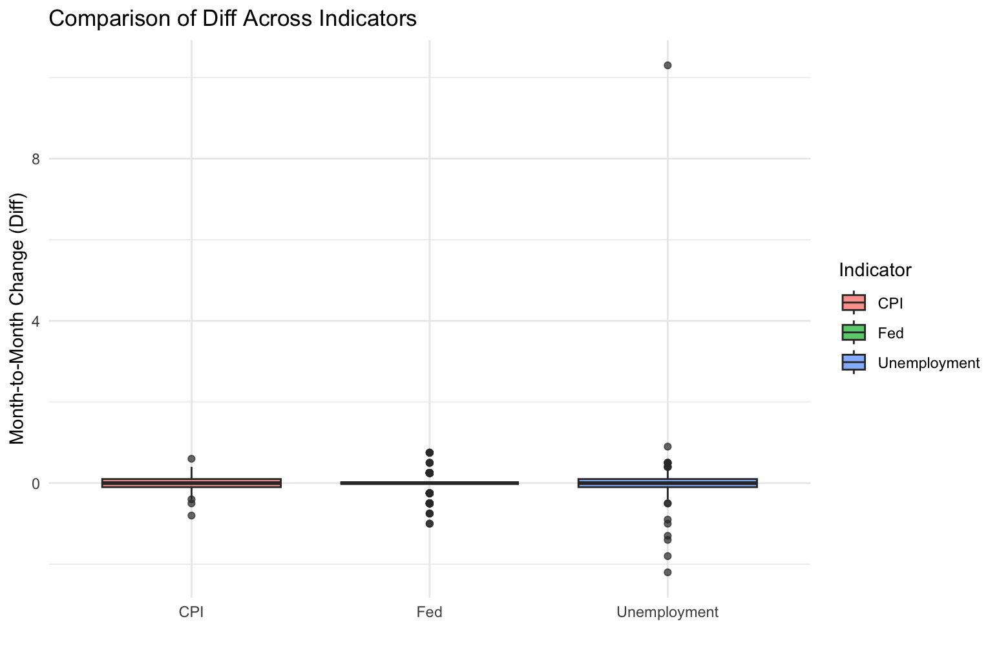 Comparison of Diff Across Indicators
Month-to-Month Change (Diff)
8
4
0
CPI
Fed
Unemployment
Indicator
CPI
Fed
Unemployment